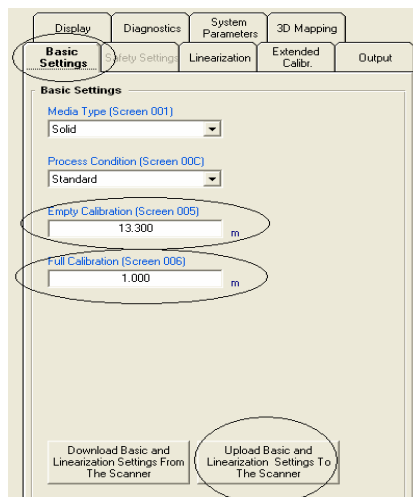 Display Diagnostics System Parameters 3D Mapping
Basic Settings Safety Settings Linearization Extended Calibr. Output
Basic Settings
Media Type (Screen 001)
Solid
Process Condition (Screen 00C)
Standard
Empty Calibration (Screen 005)
13.300 m
Full Calibration (Screen 006)
1.000 m
Download Basic and Linearization Settings From The Scanner
Upload Basic and Linearization Settings To The Scanner